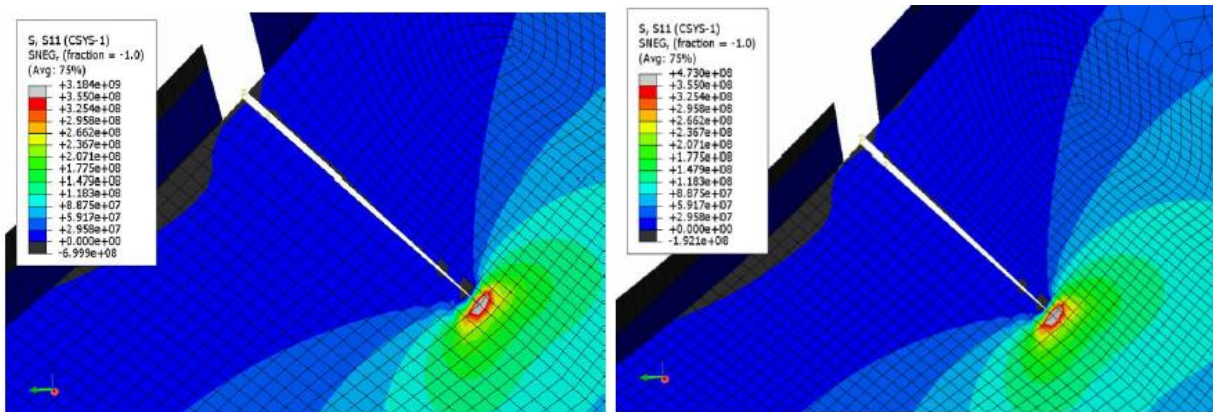 S, S11 (CSYS-1)
SNEG, (fraction = -1.0)
(Avg: 75%)
+3.184e+09
+3.550e+08
+3.254e+08
+2.958e+08
+2.662e+08
+2.367e+08
+2.071e+08
+1.775e+08
+1.479e+08
+1.183e+08
+8.875e+07
+5.917e+07
+2.958e+07
+0.000e+00
-6.999e+08
S, S11 (CSYS-1)
SNEG, (fraction = -1.0)
(Avg: 75%)
+4.730e+08
+3.550e+08
+3.254e+08
+2.958e+08
+2.662e+08
+2.367e+08
+2.071e+08
+1.775e+08
+1.479e+08
+1.183e+08
+8.875e+07
+5.917e+07
+2.958e+07
+0.000e+00
-1.921e+08